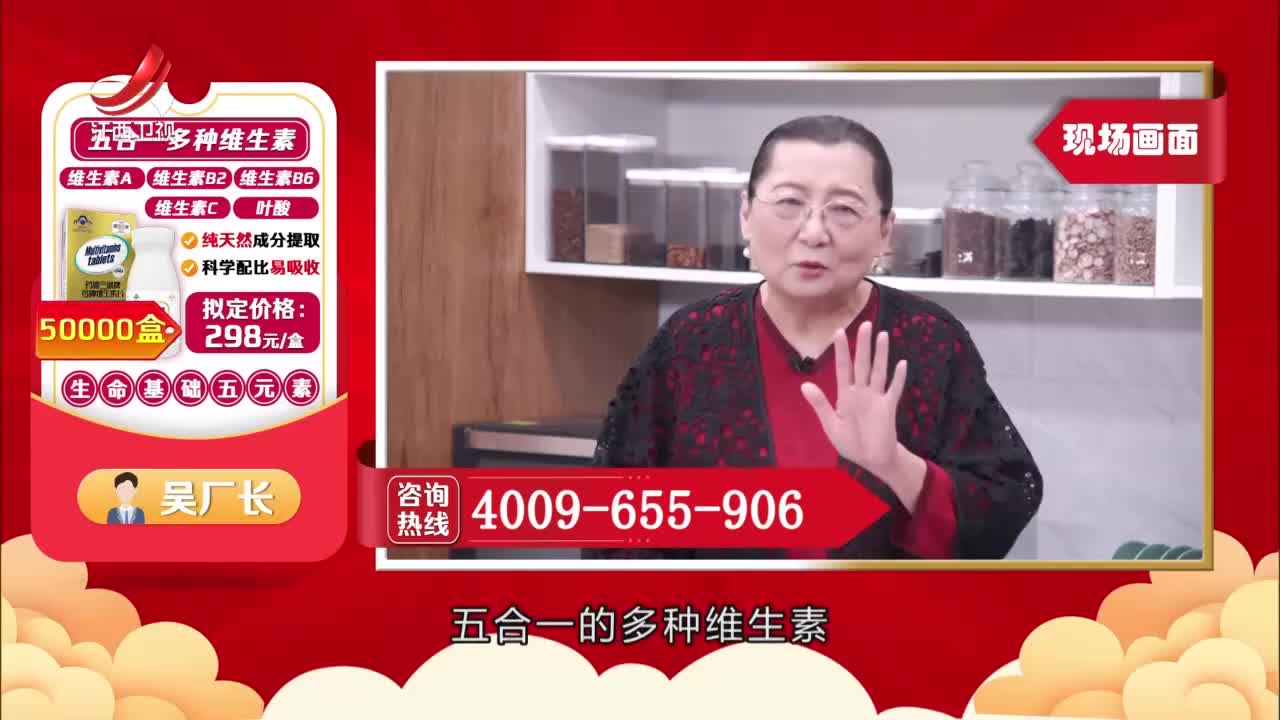 江西卫视
五合一多种维生素
维生素A 维生素B2 维生素B6
维生素C 叶酸
纯天然成分提取
科学配比易吸收
Multivitamins
tablets
50000盒
拟定价格：
298元/盒
生命基础五元素
吴厂长
现场画面
咨询
热线
4009-655-906
五合一的多种维生素